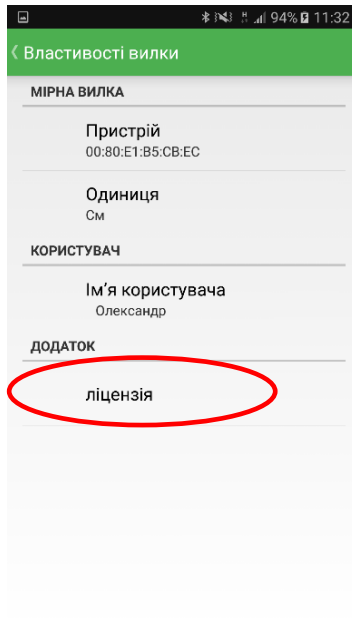 94% 11:32
Властивості вилки
МІРНА ВИЛКА
Пристрій
00:80:E1:B5:CB:EC
Одиниця
См
КОРИСТУВАЧ
Ім'я користувача
Олександр
ДОДАТОК
ліцензія